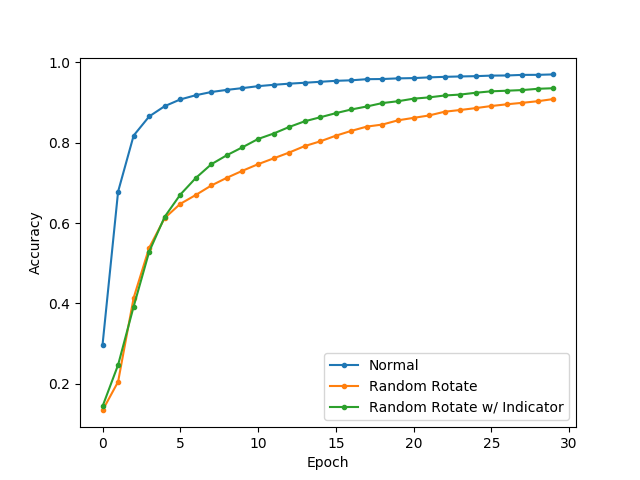 1.0
0.8
0.6
0.4
0.2
Accuracy
0 5 10 15 20 25 30
Epoch
Normal
Random Rotate
Random Rotate w/ Indicator